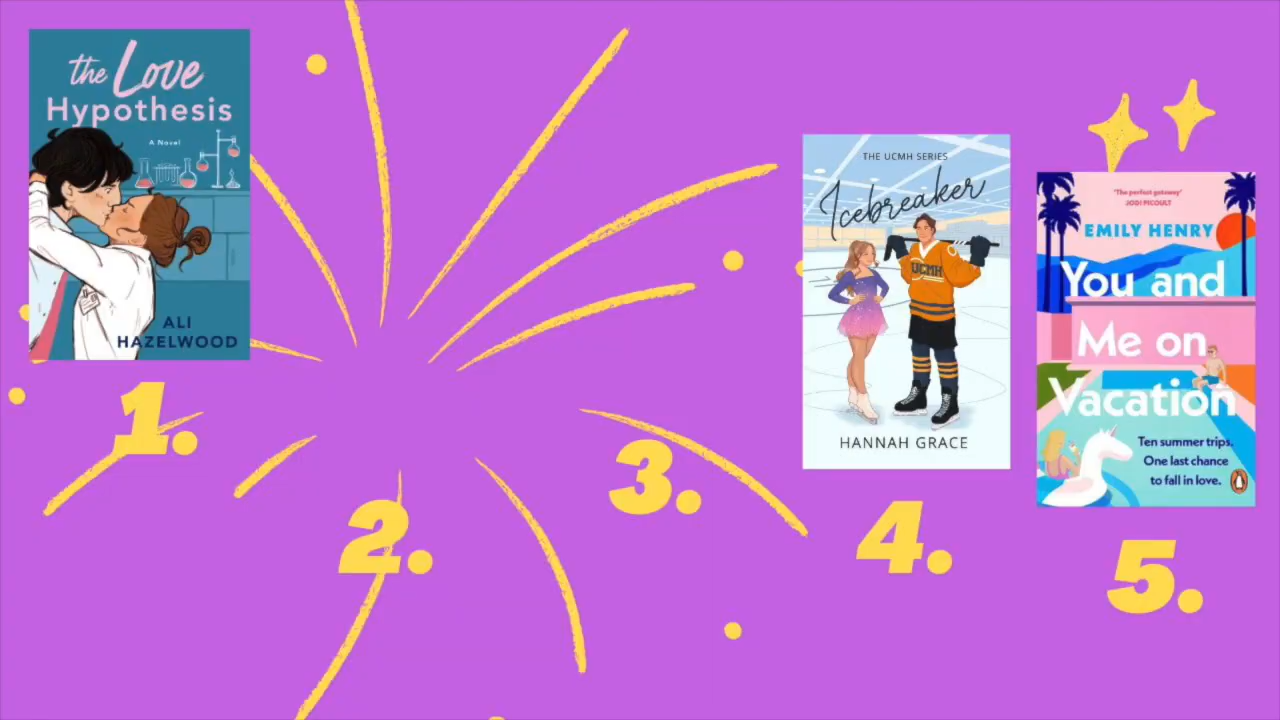 the Love
Hypothesis
A Novel
ALI
HAZELWOOD
1.
2.
3.
THE UCMH SERIES
Icebreaker
UCMH
HANNAH GRACE
4.
'The perfect getaway'
JODI PICOULT
EMILY HENRY
You and
Me on
Vacation
Ten summer trips.
One last chance
to fall in love.
5.